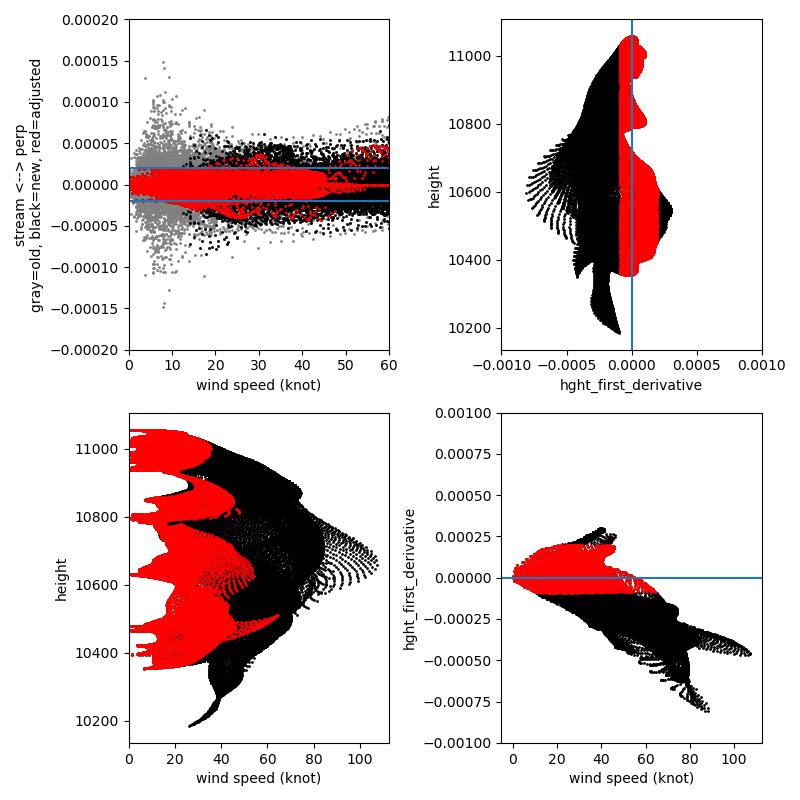 0.00020
0.00015
0.00010
0.00005
0.00000
−0.00005
−0.00010
−0.00015
−0.00020
stream <--> perp
gray=old, black=new, red=adjusted
0 10 20 30 40 50 60
wind speed (knot)
11000
10800
10600
10400
10200
height
−0.0010 −0.0005 0.0000 0.0005 0.0010
hght_first_derivative
11000
10800
10600
10400
10200
height
0 20 40 60 80 100
wind speed (knot)
0.00100
0.00075
0.00050
0.00025
0.00000
−0.00025
−0.00050
−0.00075
−0.00100
hght_first_derivative
0 20 40 60 80 100
wind speed (knot)